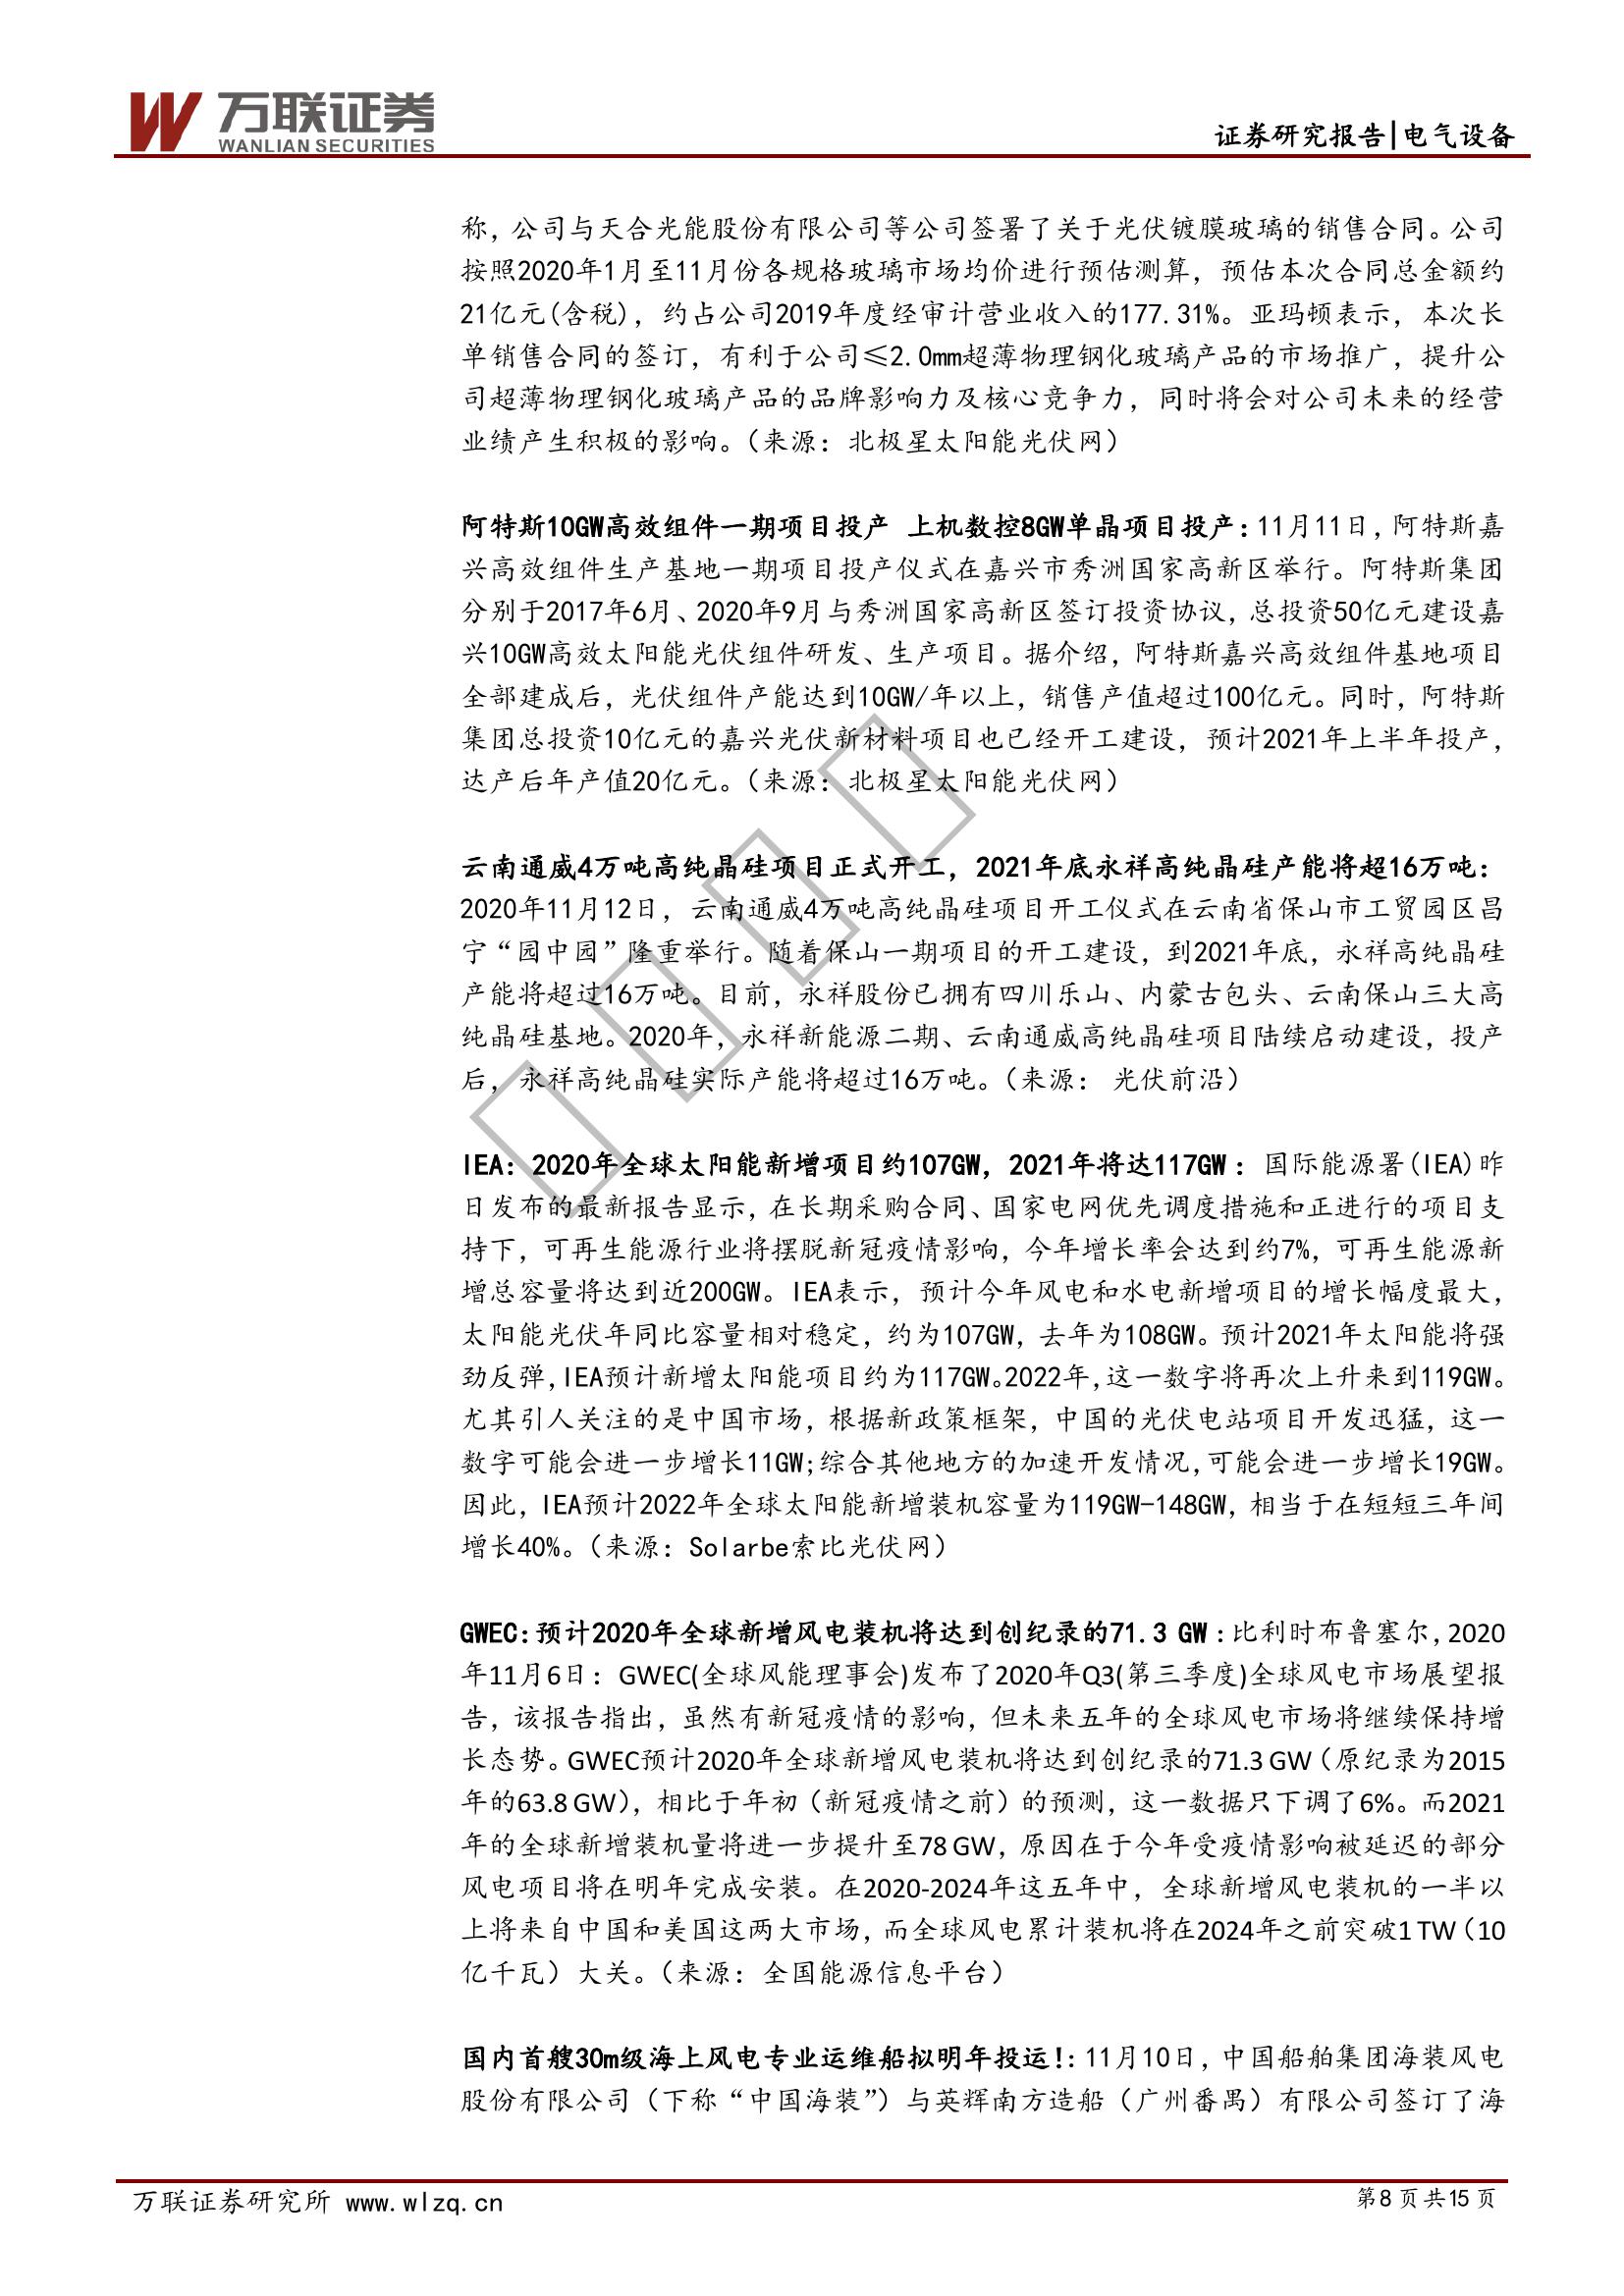 万联证券
WANLIAN SECURITIES
证券研究报告|电气设备
称，公司与天合光能股份有限公司等公司签署了关于光伏镀膜玻璃的销售合同。公司
按照2020年1月至11月份各规格玻璃市场均价进行预估测算，预估本次合同总金额约
21亿元(含税)，约占公司2019年度经审计营业收入的177.31%。亚玛顿表示，本次长
单销售合同的签订，有利于公司≤2.0mm超薄物理钢化玻璃产品的市场推广，提升公
司超薄物理钢化玻璃产品的品牌影响力及核心竞争力，同时将会对公司未来的经营
业绩产生积极的影响。（来源：北极星太阳能光伏网）
阿特斯10GW高效组件一期项目投产 上机数控8GW单晶项目投产：11月11日，阿特斯嘉
兴高效组件生产基地一期项目投产仪式在嘉兴市秀洲国家高新区举行。阿特斯集团
分别于2017年6月、2020年9月与秀洲国家高新区签订投资协议，总投资50亿元建设嘉
兴10GW高效太阳能光伏组件研发、生产项目。据介绍，阿特斯嘉兴高效组件基地项目
全部建成后，光伏组件产能达到10GW/年以上，销售产值超过100亿元。同时，阿特斯
集团总投资10亿元的嘉兴光伏新材料项目也已经开工建设，预计2021年上半年投产，
达产后年产值20亿元。（来源：北极星太阳能光伏网）
云南通威4万吨高纯晶硅项目正式开工，2021年底永祥高纯晶硅产能将超16万吨：
2020年11月12日，云南通威4万吨高纯晶硅项目开工仪式在云南省保山市工贸园区昌
宁“园中园”隆重举行。随着保山一期项目的开工建设，到2021年底，永祥高纯晶硅
产能将超过16万吨。目前，永祥股份已拥有四川乐山、内蒙古包头、云南保山三大高
纯晶硅基地。2020年，永祥新能源二期、云南通威高纯晶硅项目陆续启动建设，投产
后，永祥高纯晶硅实际产能将超过16万吨。（来源： 光伏前沿）
IEA：2020年全球太阳能新增项目约107GW，2021年将达117GW：国际能源署(IEA)昨
日发布的最新报告显示，在长期采购合同、国家电网优先调度措施和正进行的项目支
持下，可再生能源行业将摆脱新冠疫情影响，今年增长率会达到约7%，可再生能源新
增总容量将达到近200GW。IEA表示，预计今年风电和水电新增项目的增长幅度最大，
太阳能光伏年同比容量相对稳定，约为107GW，去年为108GW。预计2021年太阳能将强
劲反弹，IEA预计新增太阳能项目约为117GW。2022年，这一数字将再次上升来到119GW。
尤其引人关注的是中国市场，根据新政策框架，中国的光伏电站项目开发迅猛，这一
数字可能会进一步增长11GW;综合其他地方的加速开发情况，可能会进一步增长19GW。
因此，IEA预计2022年全球太阳能新增装机容量为119GW-148GW，相当于在短短三年间
增长40%。（来源：Solarbe索比光伏网）
GWEC：预计2020年全球新增风电装机将达到创纪录的71.3 GW：比利时布鲁塞尔，2020
年11月6日：GWEC(全球风能理事会)发布了2020年Q3(第三季度)全球风电市场展望报
告，该报告指出，虽然有新冠疫情的影响，但未来五年的全球风电市场将继续保持增
长态势。GWEC预计2020年全球新增风电装机将达到创纪录的71.3 GW（原纪录为2015
年的63.8 GW），相比于年初（新冠疫情之前）的预测，这一数据只下调了6%。而2021
年的全球新增装机量将进一步提升至78 GW，原因在于今年受疫情影响被延迟的部分
风电项目将在明年完成安装。在2020-2024年这五年中，全球新增风电装机的一半以
上将来自中国和美国这两大市场，而全球风电累计装机将在2024年之前突破1 TW（10
亿千瓦）大关。（来源：全国能源信息平台）
国内首艘30m级海上风电专业运维船拟明年投运!：11月10日，中国船舶集团海装风电
股份有限公司（下称“中国海装”）与英辉南方造船（广州番禺）有限公司签订了海
万联证券研究所 www.wlzq.cn
第8页共15页